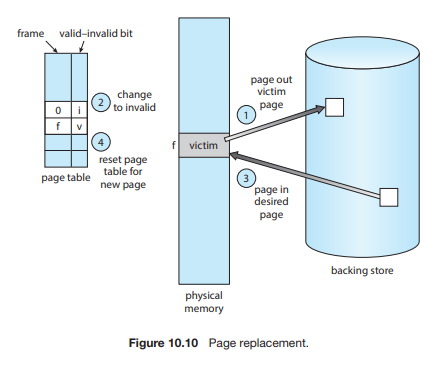 frame valid–invalid bit
0 i
f v
page table
2 change
to invalid
4
reset page
table for
new page
f victim
physical
memory
page out
victim
page
1
3 page in
desired
page
backing store
Figure 10.10 Page replacement.